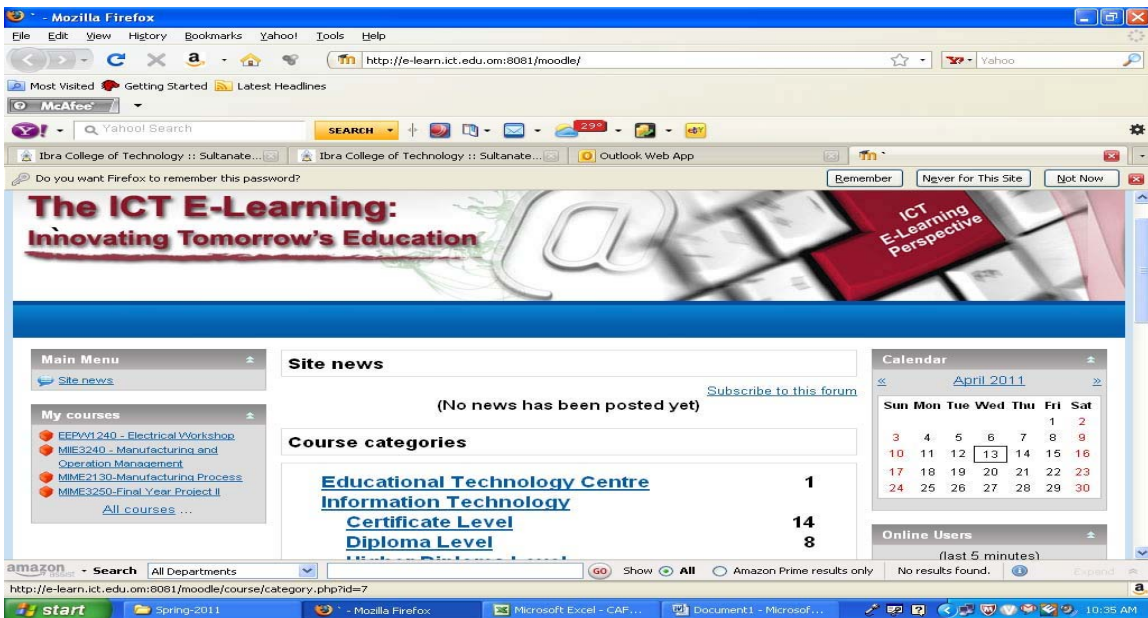 ` - Mozilla Firefox
File Edit View History Bookmarks Yahoo! Tools Help
a http://e-learn.ict.edu.om:8081/moodle/ Yahoo
Most Visited Getting Started Latest Headlines
McAfee
Y! Yahoo! Search SEARCH 29° ebY
Ibra College of Technology :: Sultanate... Ibra College of Technology :: Sultanate... Outlook Web App `
Do you want Firefox to remember this password? Remember Never for This Site Not Now
The ICT E-Learning:
Innovating Tomorrow's Education
@
ICT
E-Learning
Perspective
Main Menu
Site news
My courses
EEPW1240 - Electrical Workshop
MIIE3240 - Manufacturing and
Operation Management
MIME2130-Manufacturing Process
MIME3250-Final Year Project II
All courses ...
Site news
Subscribe to this forum
(No news has been posted yet)
Course categories
Educational Technology Centre 1
Information Technology
Certificate Level 14
Diploma Level 8
Higher Diploma Level
Calendar
« April 2011 »
Sun Mon Tue Wed Thu Fri Sat
1 2
3 4 5 6 7 8 9
10 11 12 13 14 15 16
17 18 19 20 21 22 23
24 25 26 27 28 29 30
Online Users
(last 5 minutes)
amazon assist - Search All Departments GO Show All Amazon Prime results only No results found. Expand
http://e-learn.ict.edu.om:8081/moodle/course/category.php?id=7 a
start Spring-2011 ` - Mozilla Firefox Microsoft Excel - CAF... Document1 - Microsof... 10:35 AM